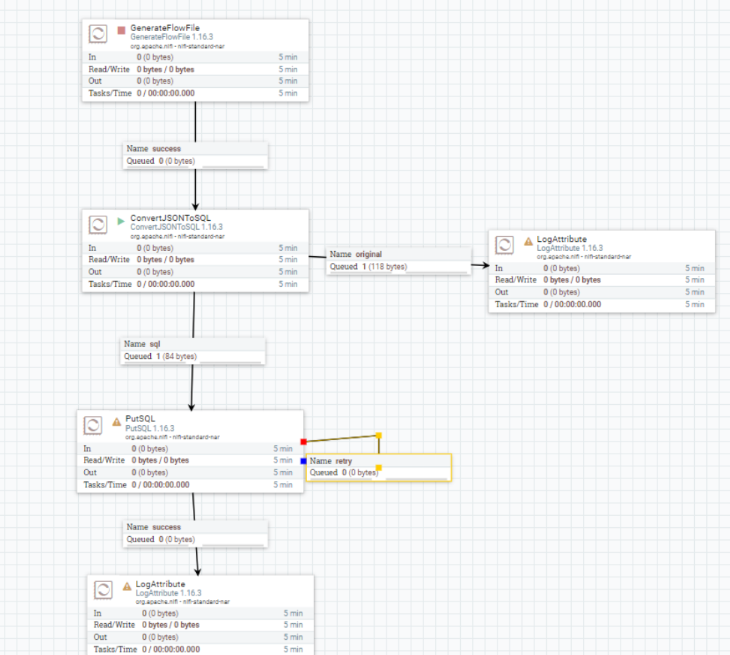 GenerateFlowFile
GenerateFlowFile 1.16.3
org.apache.nifi - nifi-standard-nar
In 0 (0 bytes) 5 min
Read/Write 0 bytes / 0 bytes 5 min
Out 0 (0 bytes) 5 min
Tasks/Time 0 / 00:00:00.000 5 min
Name success
Queued 0 (0 bytes)
ConvertJSONToSQL
ConvertJSONToSQL 1.16.3
org.apache.nifi - nifi-standard-nar
In 0 (0 bytes) 5 min
Read/Write 0 bytes / 0 bytes 5 min
Out 0 (0 bytes) 5 min
Tasks/Time 0 / 00:00:00.000 5 min
Name original
Queued 1 (118 bytes)
LogAttribute
LogAttribute 1.16.3
org.apache.nifi - nifi-standard-nar
In 0 (0 bytes) 5 min
Read/Write 0 bytes / 0 bytes 5 min
Out 0 (0 bytes) 5 min
Tasks/Time 0 / 00:00:00.000 5 min
Name sql
Queued 1 (84 bytes)
PutSQL
PutSQL 1.16.3
org.apache.nifi - nifi-standard-nar
In 0 (0 bytes) 5 min
Read/Write 0 bytes / 0 bytes 5 min
Out 0 (0 bytes) 5 min
Tasks/Time 0 / 00:00:00.000 5 min
Name retry
Queued 0 (0 bytes)
Name success
Queued 0 (0 bytes)
LogAttribute
LogAttribute 1.16.3
org.apache.nifi - nifi-standard-nar
In 0 (0 bytes) 5 min
Read/Write 0 bytes / 0 bytes 5 min
Out 0 (0 bytes) 5 min
Tasks/Time 0 / 00:00:00.000 5 min